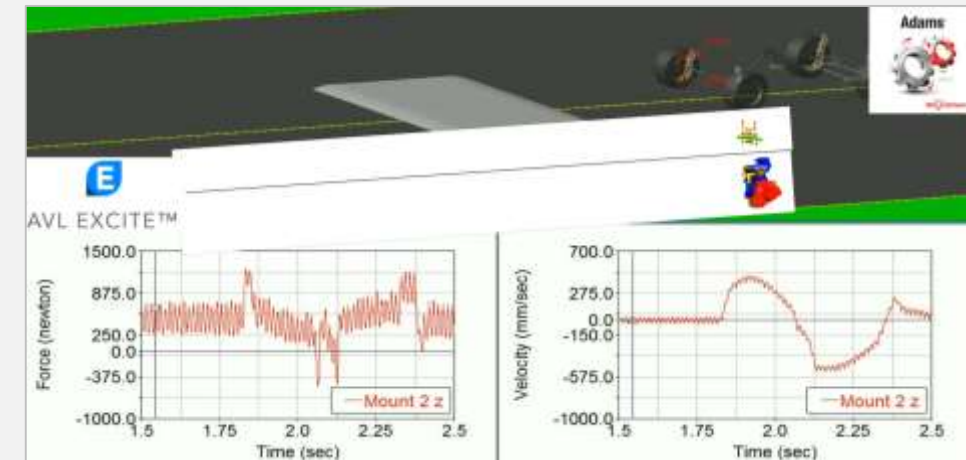 Adams
E
AVL EXCITE™
1500.0
875.0
250.0
0.0
-375.0
-1000.0
Force (newton)
1.5
1.75
2.0
2.25
2.5
Time (sec)
Mount 2 z
700.0
275.0
0.0
-150.0
-575.0
-1000.0
Velocity (mm/sec)
1.5
1.75
2.0
2.25
2.5
Time (sec)
Mount 2 z